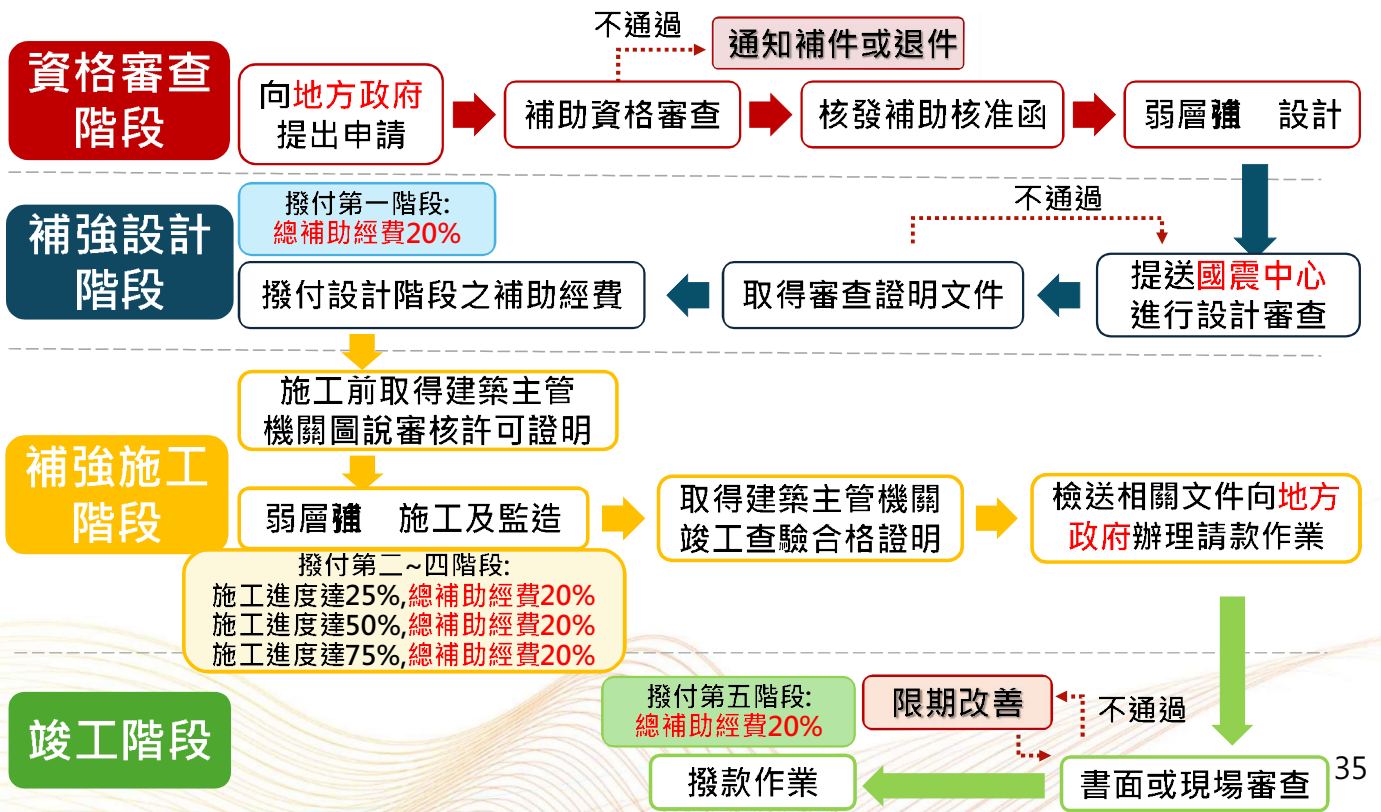 資格審查
階段
向地方政府
提出申請
不通過
通知補件或退件
補助資格審查
核發補助核准函
弱層 設計
補強設計
階段
撥付第一階段:
總補助經費20%
撥付設計階段之補助經費
取得審查證明文件
不通過
提送國震中心
進行設計審查
施工前取得建築主管
機關圖說審核許可證明
補強施工
階段
弱層 施工及監造
撥付第二~四階段:
施工進度達25%,總補助經費20%
施工進度達50%,總補助經費20%
施工進度達75%,總補助經費20%
取得建築主管機關
竣工查驗合格證明
檢送相關文件向地方
政府辦理請款作業
竣工階段
撥付第五階段:
總補助經費20%
撥款作業
限期改善
不通過
書面或現場審查
35